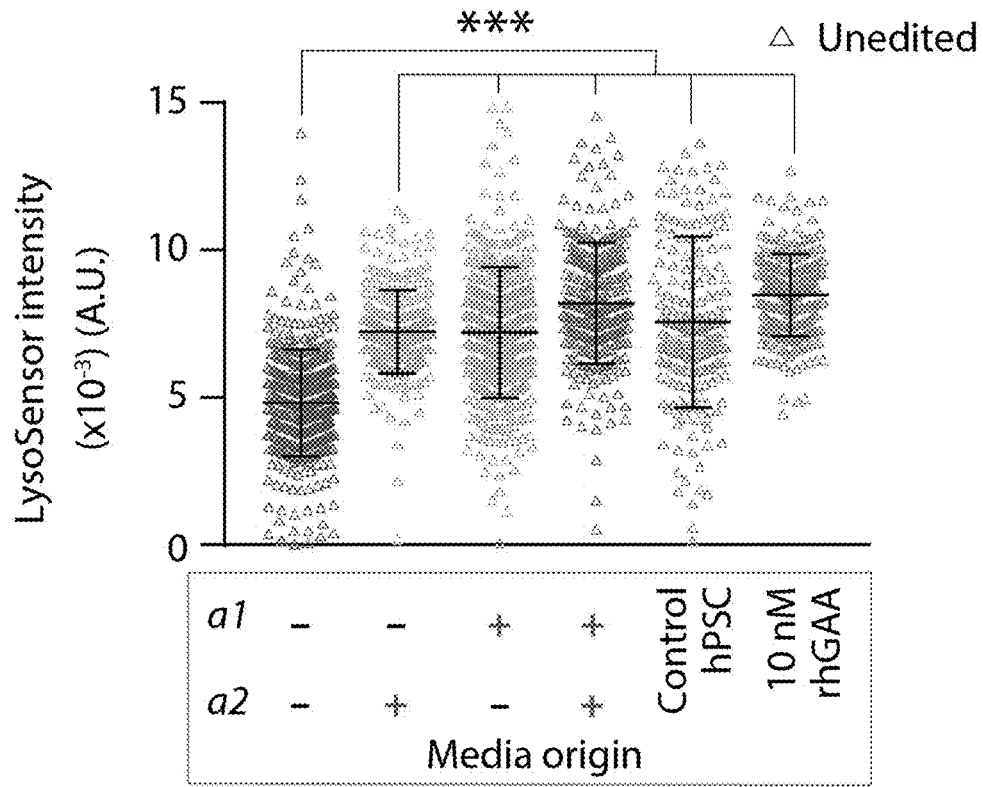 ***
△ Unedited
15
10
5
0
LysoSensor intensity
(x10⁻³) (A.U.)
a1 – – + +
a2 – + – +
Control
hPSC
10 nM
rhGAA
Media origin